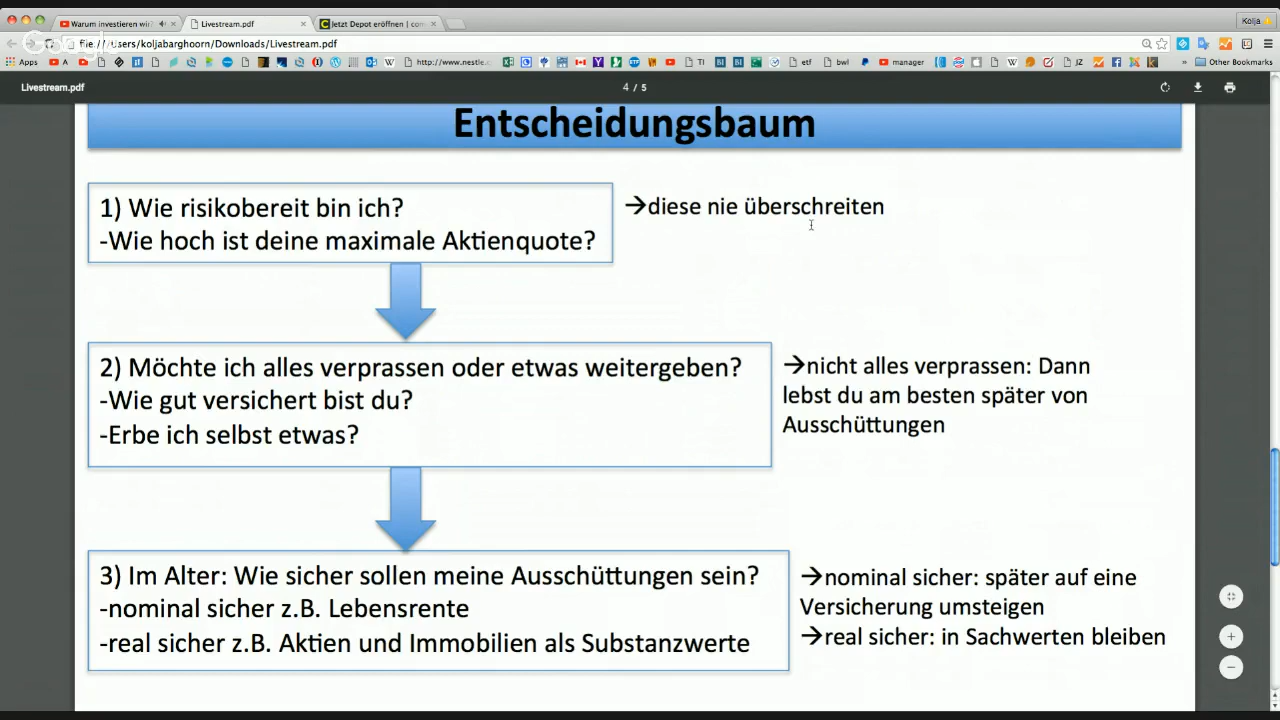 Warum investieren wir?
Livestream.pdf
Jetzt Depot eröffnen | com
Kolja
Google
file:///Users/koljabarghoorn/Downloads/Livestream.pdf
Apps
A
http://www.nestle.c
ETF
TI
BI
BI
etf
bwl
manager
JZ
Other Bookmarks
Livestream.pdf
4 / 5
Entscheidungsbaum
1) Wie risikobereit bin ich?
-Wie hoch ist deine maximale Aktienquote?
→diese nie überschreiten
2) Möchte ich alles verprassen oder etwas weitergeben?
-Wie gut versichert bist du?
-Erbe ich selbst etwas?
→nicht alles verprassen: Dann
lebst du am besten später von
Ausschüttungen
3) Im Alter: Wie sicher sollen meine Ausschüttungen sein?
-nominal sicher z.B. Lebensrente
-real sicher z.B. Aktien und Immobilien als Substanzwerte
→nominal sicher: später auf eine
Versicherung umsteigen
→real sicher: in Sachwerten bleiben